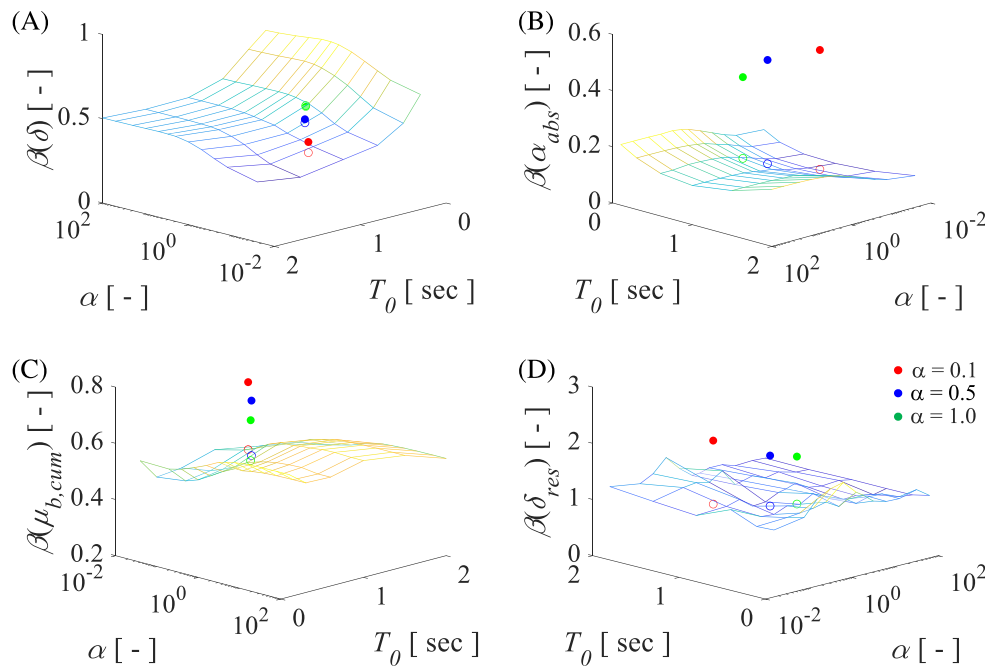 (A)
1
0.5
0
β(δ) [ - ]
10²
10⁰
10⁻²
α [ - ]
2
1
0
T₀ [ sec ]
(B)
0.6
0.4
0.2
0
β(α_abs) [ - ]
0
1
2
T₀ [ sec ]
10²
10⁰
10⁻²
α [ - ]
(C)
0.8
0.6
0.4
0.2
β(μ_b,cum) [ - ]
10⁻²
10⁰
10²
α [ - ]
0
1
2
T₀ [ sec ]
(D)
3
2
1
0
β(δ_res) [ - ]
2
1
0
T₀ [ sec ]
10⁻²
10⁰
10²
α [ - ]
α = 0.1
α = 0.5
α = 1.0